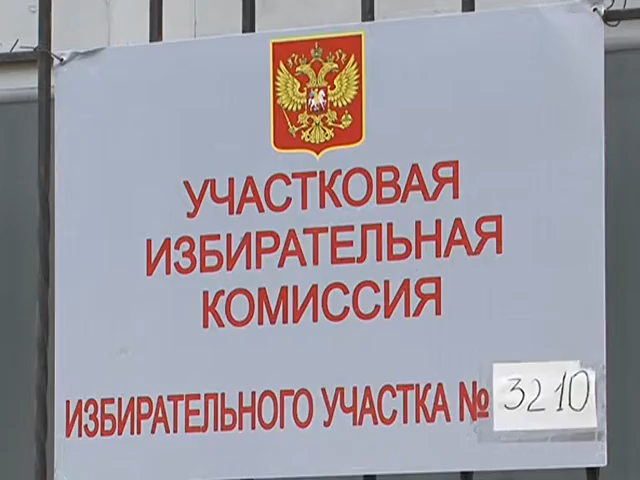 УЧАСТКОВАЯ
ИЗБИРАТЕЛЬНАЯ
КОМИССИЯ
ИЗБИРАТЕЛЬНОГО УЧАСТКА № 3210